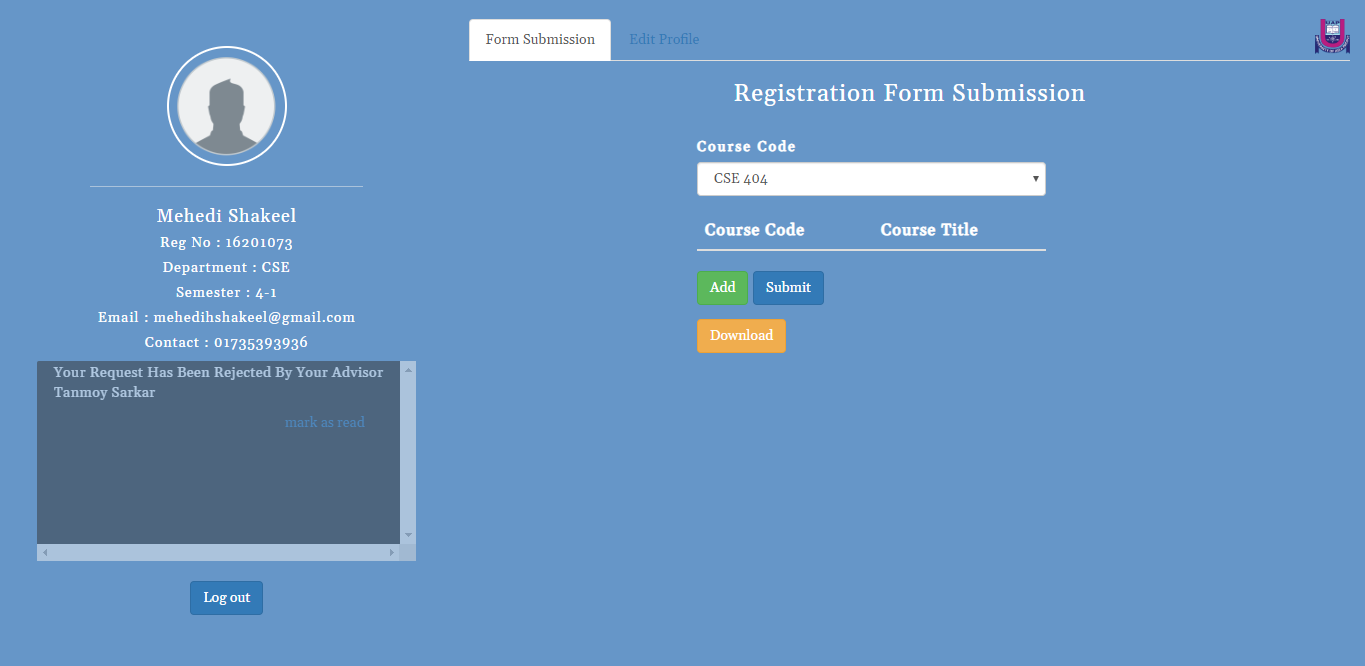 Mehedi Shakeel
Reg No : 16201073
Department : CSE
Semester : 4-1
Email : mehedihshakeel@gmail.com
Contact : 01735393936
Your Request Has Been Rejected By Your Advisor
Tanmoy Sarkar
mark as read
Log out
Form Submission
Edit Profile
UAP
Registration Form Submission
Course Code
CSE 404
Course Code Course Title
Add Submit
Download